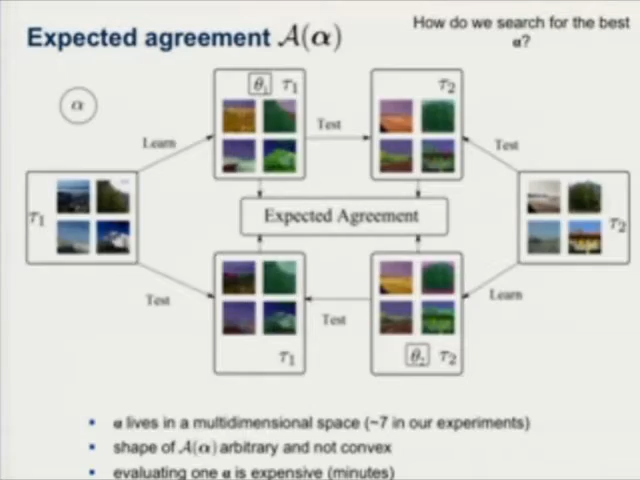 Expected agreement 𝒜(α)
How do we search for the best
α?
α
θ₁ τ₁
τ₂
Learn
Test
Test
τ₁
Expected Agreement
τ₂
Test
Test
Learn
τ₁
θ₂ τ₂
▪ α lives in a multidimensional space (~7 in our experiments)
▪ shape of 𝒜(α) arbitrary and not convex
▪ evaluating one α is expensive (minutes)